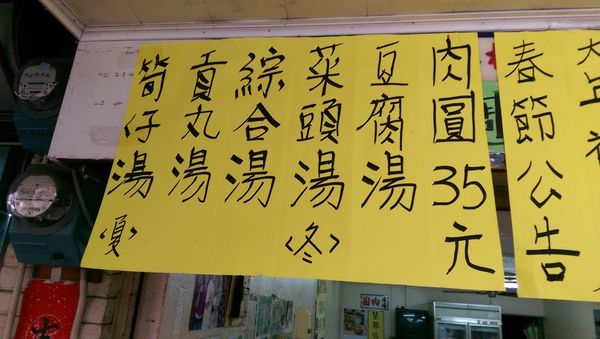 肉圓35元
豆腐湯
菜頭湯<冬>
綜合湯
貢丸湯
筍仔湯<夏>
春節公告